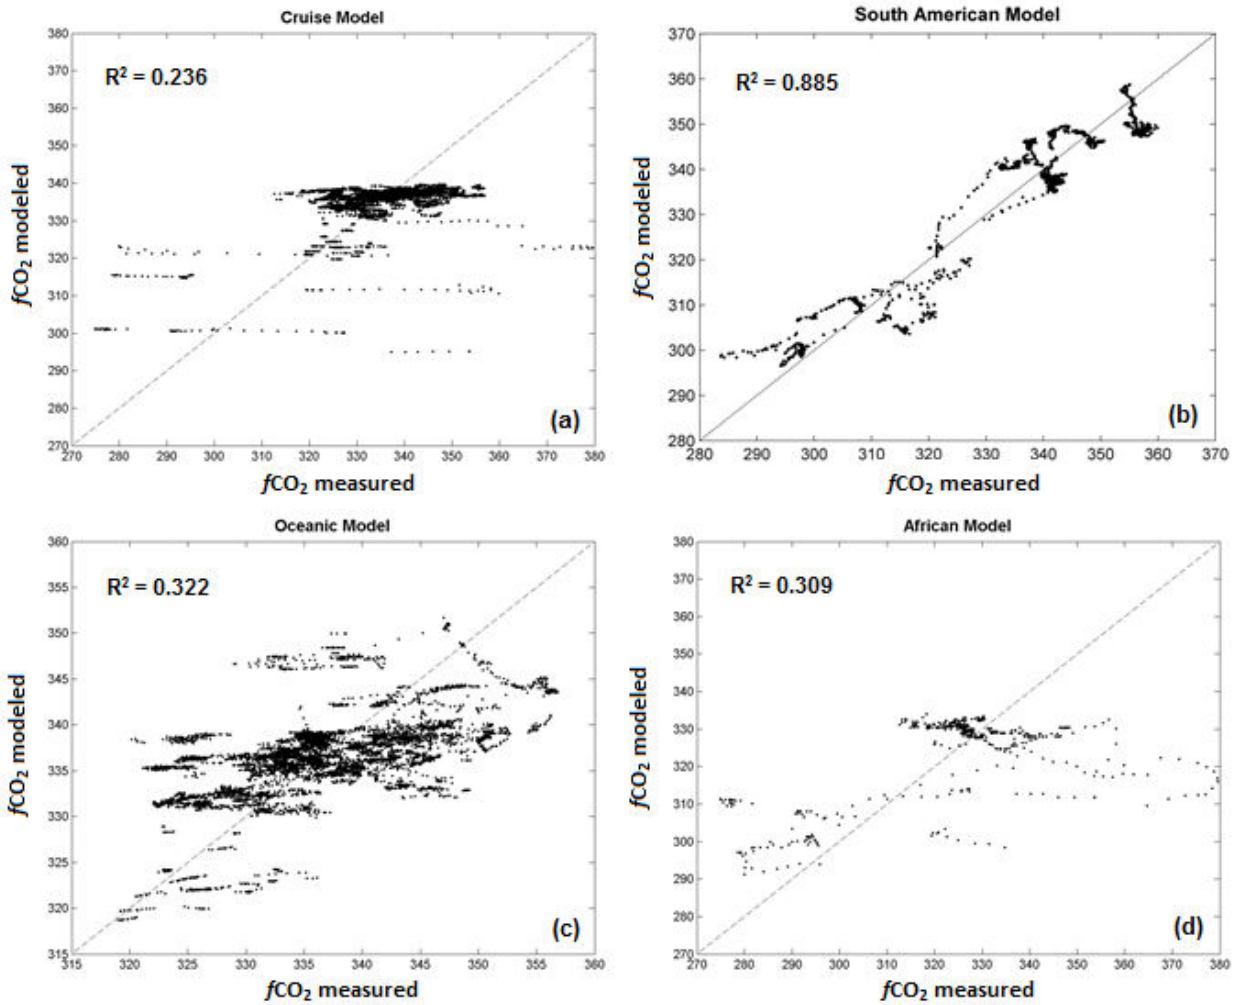 Cruise Model
R² = 0.236
380
370
360
350
340
330
320
310
300
290
280
270
fCO₂ modeled
270 280 290 300 310 320 330 340 350 360 370 380
fCO₂ measured
(a)
South American Model
R² = 0.885
370
360
350
340
330
320
310
300
290
280
fCO₂ modeled
280 290 300 310 320 330 340 350 360 370
fCO₂ measured
(b)
Oceanic Model
R² = 0.322
360
355
350
345
340
335
330
325
320
315
fCO₂ modeled
315 320 325 330 335 340 345 350 355 360
fCO₂ measured
(c)
African Model
R² = 0.309
380
370
360
350
340
330
320
310
300
290
280
270
fCO₂ modeled
270 280 290 300 310 320 330 340 350 360 370 380
fCO₂ measured
(d)